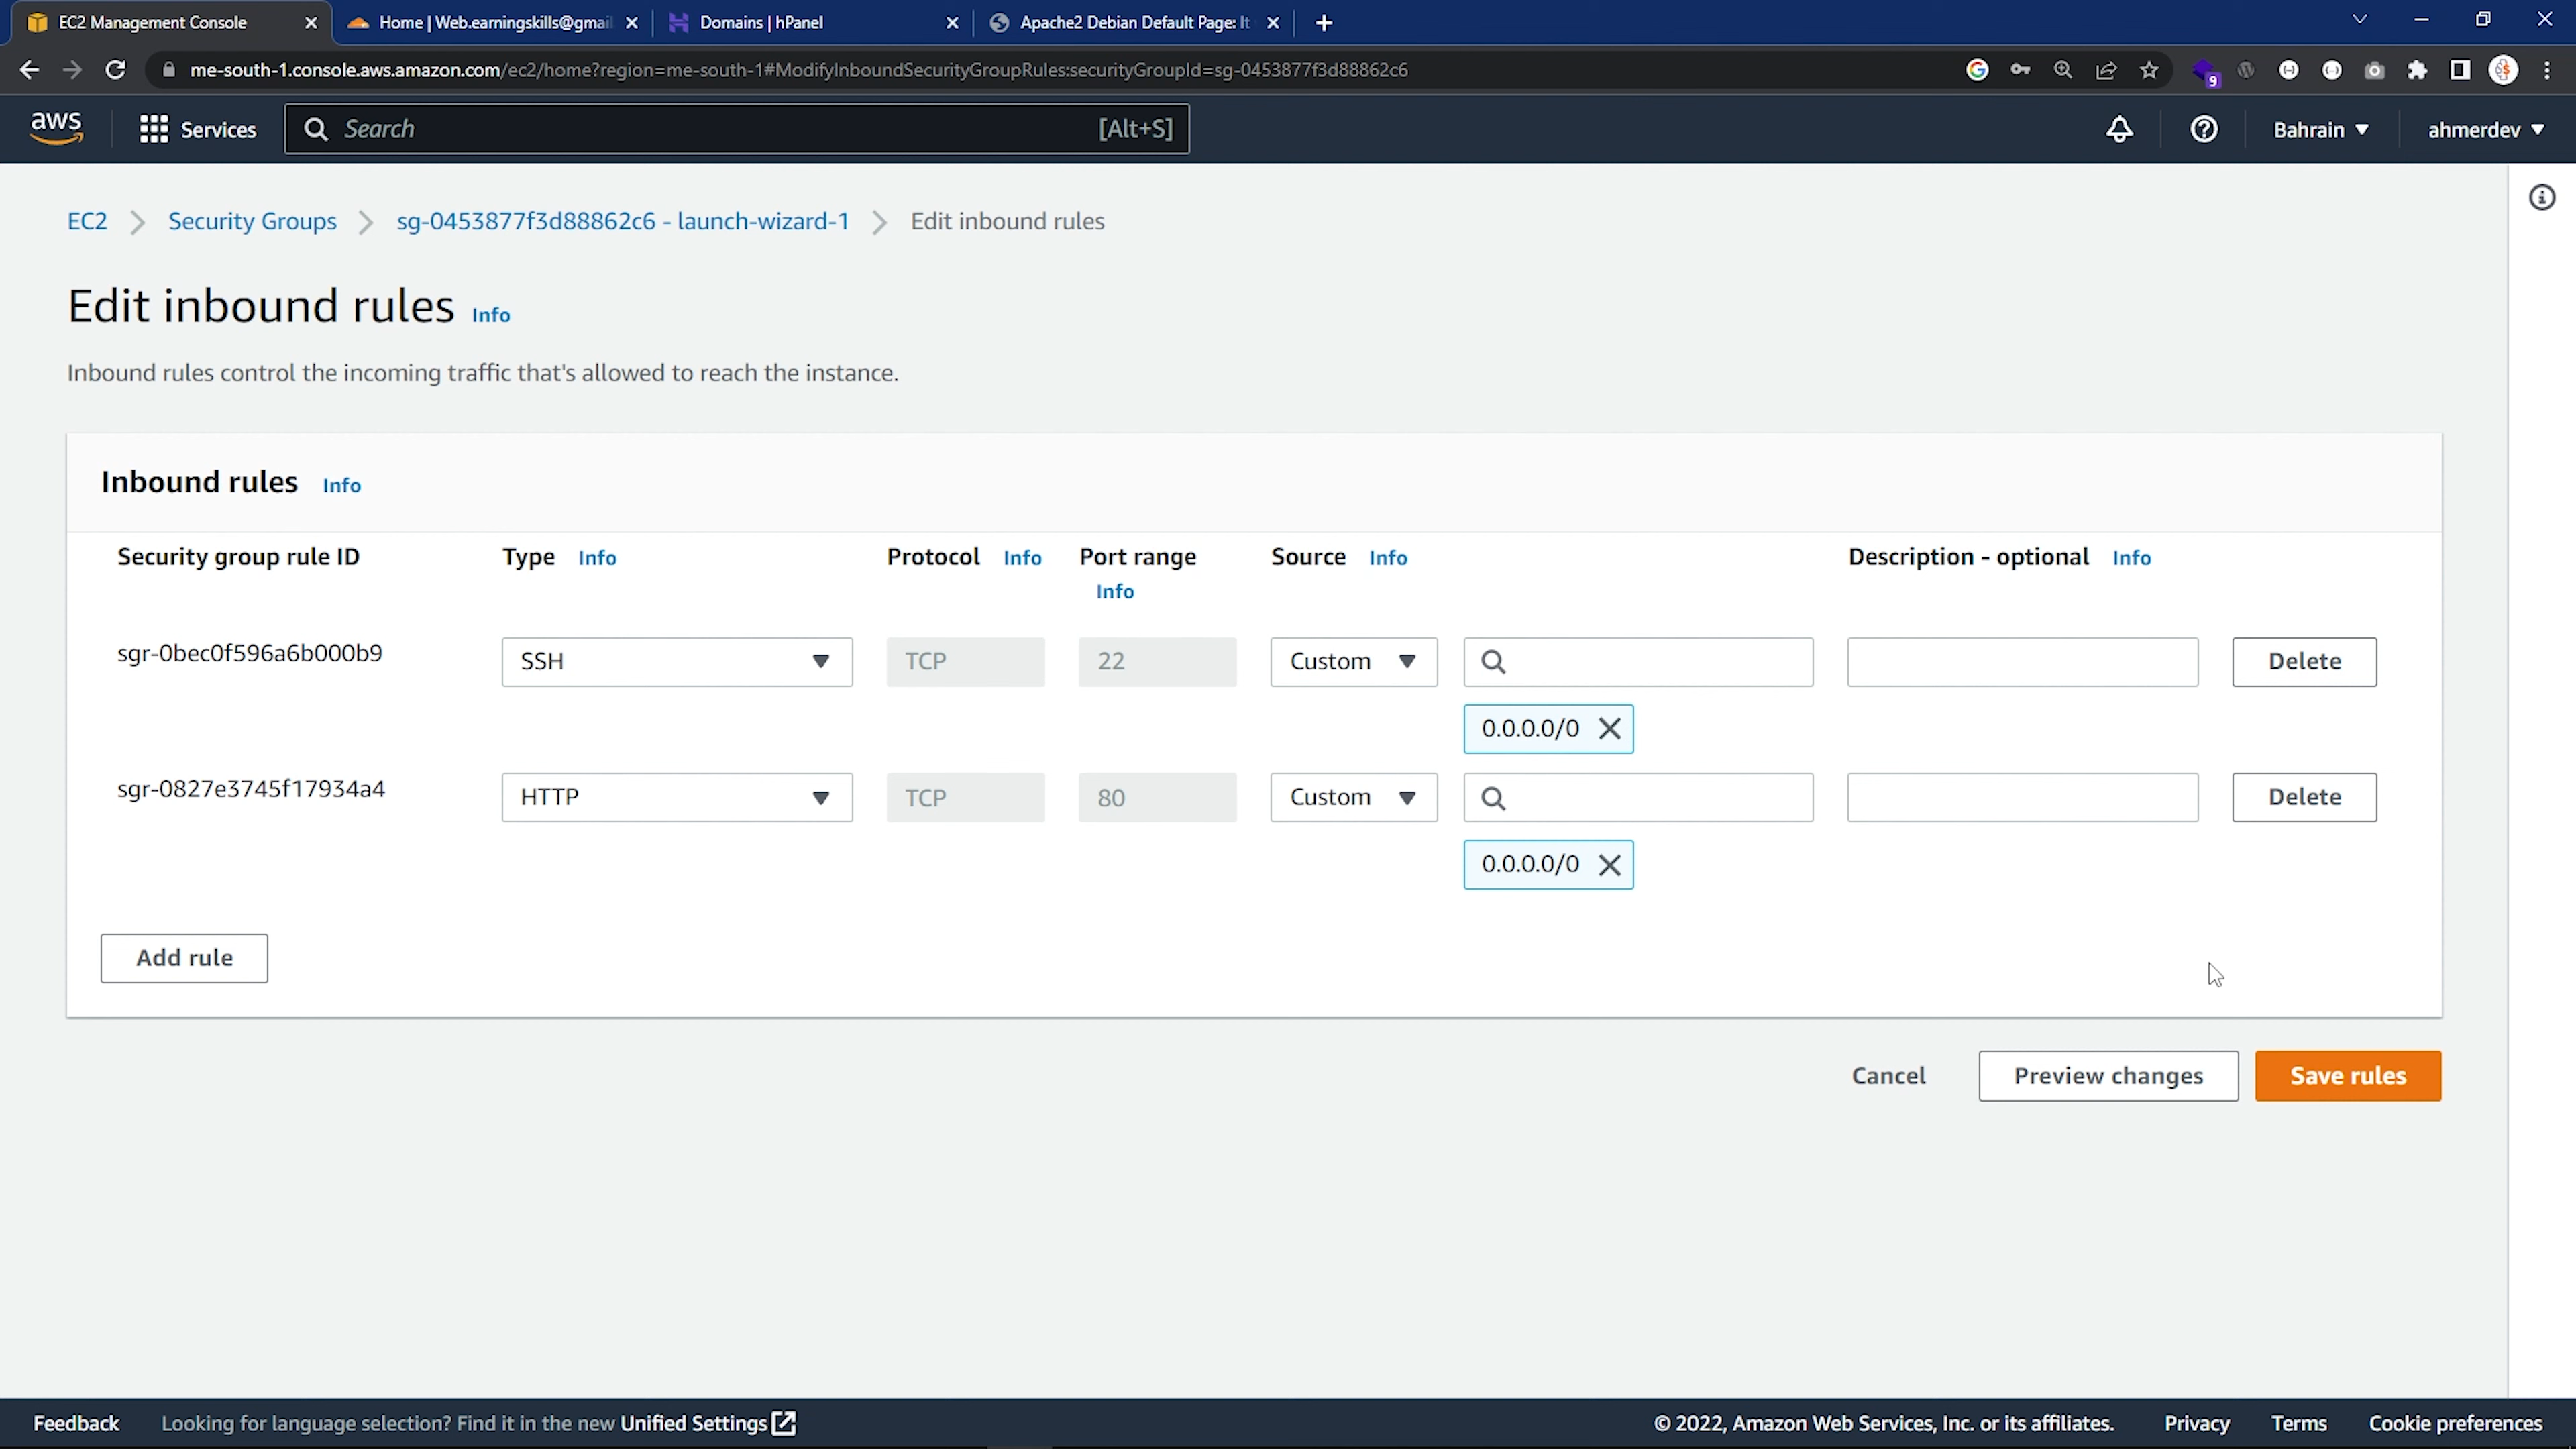 EC2 Management Console
Home | Web.earningskills@gmai
Domains | hPanel
Apache2 Debian Default Page: It
me-south-1.console.aws.amazon.com/ec2/home?region=me-south-1#ModifyInboundSecurityGroupRules:securityGroupId=sg-0453877f3d88862c6
9
aws
Services
Search
[Alt+S]
Bahrain
ahmerdev
EC2
Security Groups
sg-0453877f3d88862c6 - launch-wizard-1
Edit inbound rules
Edit inbound rules Info
Inbound rules control the incoming traffic that's allowed to reach the instance.
Inbound rules Info
Security group rule ID
Type Info
Protocol Info
Port range
Info
Source Info
Description - optional Info
sgr-0bec0f596a6b000b9
SSH
TCP
22
Custom
Delete
0.0.0.0/0
sgr-0827e3745f17934a4
HTTP
TCP
80
Custom
Delete
0.0.0.0/0
Add rule
Cancel
Preview changes
Save rules
Feedback
Looking for language selection? Find it in the new Unified Settings
© 2022, Amazon Web Services, Inc. or its affiliates.
Privacy
Terms
Cookie preferences